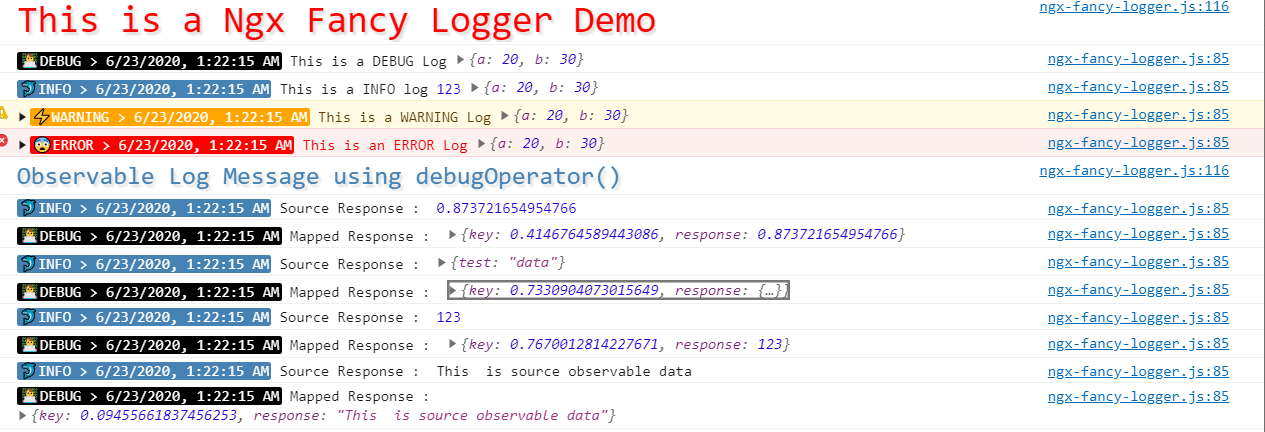 This is a Ngx Fancy Logger Demo ngx-fancy-logger.js:116
DEBUG > 6/23/2020, 1:22:15 AM This is a DEBUG Log ▶{a: 20, b: 30} ngx-fancy-logger.js:85
INFO > 6/23/2020, 1:22:15 AM This is a INFO log 123 ▶{a: 20, b: 30} ngx-fancy-logger.js:85
▶ ⚡WARNING > 6/23/2020, 1:22:15 AM This is a WARNING Log ▶{a: 20, b: 30} ngx-fancy-logger.js:85
▶ 😨ERROR > 6/23/2020, 1:22:15 AM This is an ERROR Log ▶{a: 20, b: 30} ngx-fancy-logger.js:85
Observable Log Message using debugOperator() ngx-fancy-logger.js:116
INFO > 6/23/2020, 1:22:15 AM Source Response : 0.873721654954766 ngx-fancy-logger.js:85
DEBUG > 6/23/2020, 1:22:15 AM Mapped Response : ▶{key: 0.4146764589443086, response: 0.873721654954766} ngx-fancy-logger.js:85
INFO > 6/23/2020, 1:22:15 AM Source Response : ▶{test: "data"} ngx-fancy-logger.js:85
DEBUG > 6/23/2020, 1:22:15 AM Mapped Response : ▶{key: 0.7330904073015649, response: {…}} ngx-fancy-logger.js:85
INFO > 6/23/2020, 1:22:15 AM Source Response : 123 ngx-fancy-logger.js:85
DEBUG > 6/23/2020, 1:22:15 AM Mapped Response : ▶{key: 0.7670012814227671, response: 123} ngx-fancy-logger.js:85
INFO > 6/23/2020, 1:22:15 AM Source Response : This  is source observable data ngx-fancy-logger.js:85
DEBUG > 6/23/2020, 1:22:15 AM Mapped Response : ngx-fancy-logger.js:85
▶{key: 0.09455661837456253, response: "This  is source observable data"}